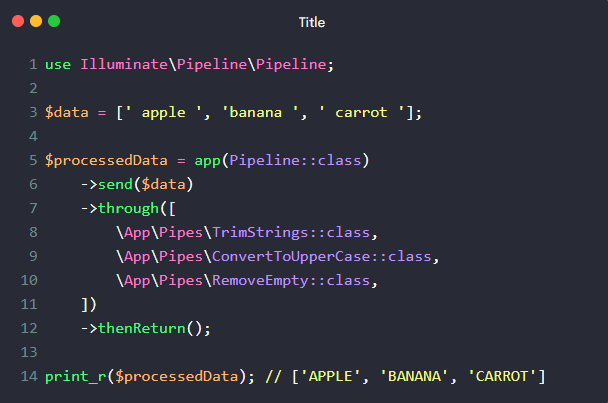 Title
1 use Illuminate\Pipeline\Pipeline;
2
3 $data = [' apple ', 'banana ', ' carrot '];
4
5 $processedData = app(Pipeline::class)
6     ->send($data)
7     ->through([
8         \App\Pipes\TrimStrings::class,
9         \App\Pipes\ConvertToUpperCase::class,
10         \App\Pipes\RemoveEmpty::class,
11     ])
12     ->thenReturn();
13
14 print_r($processedData); // ['APPLE', 'BANANA', 'CARROT']